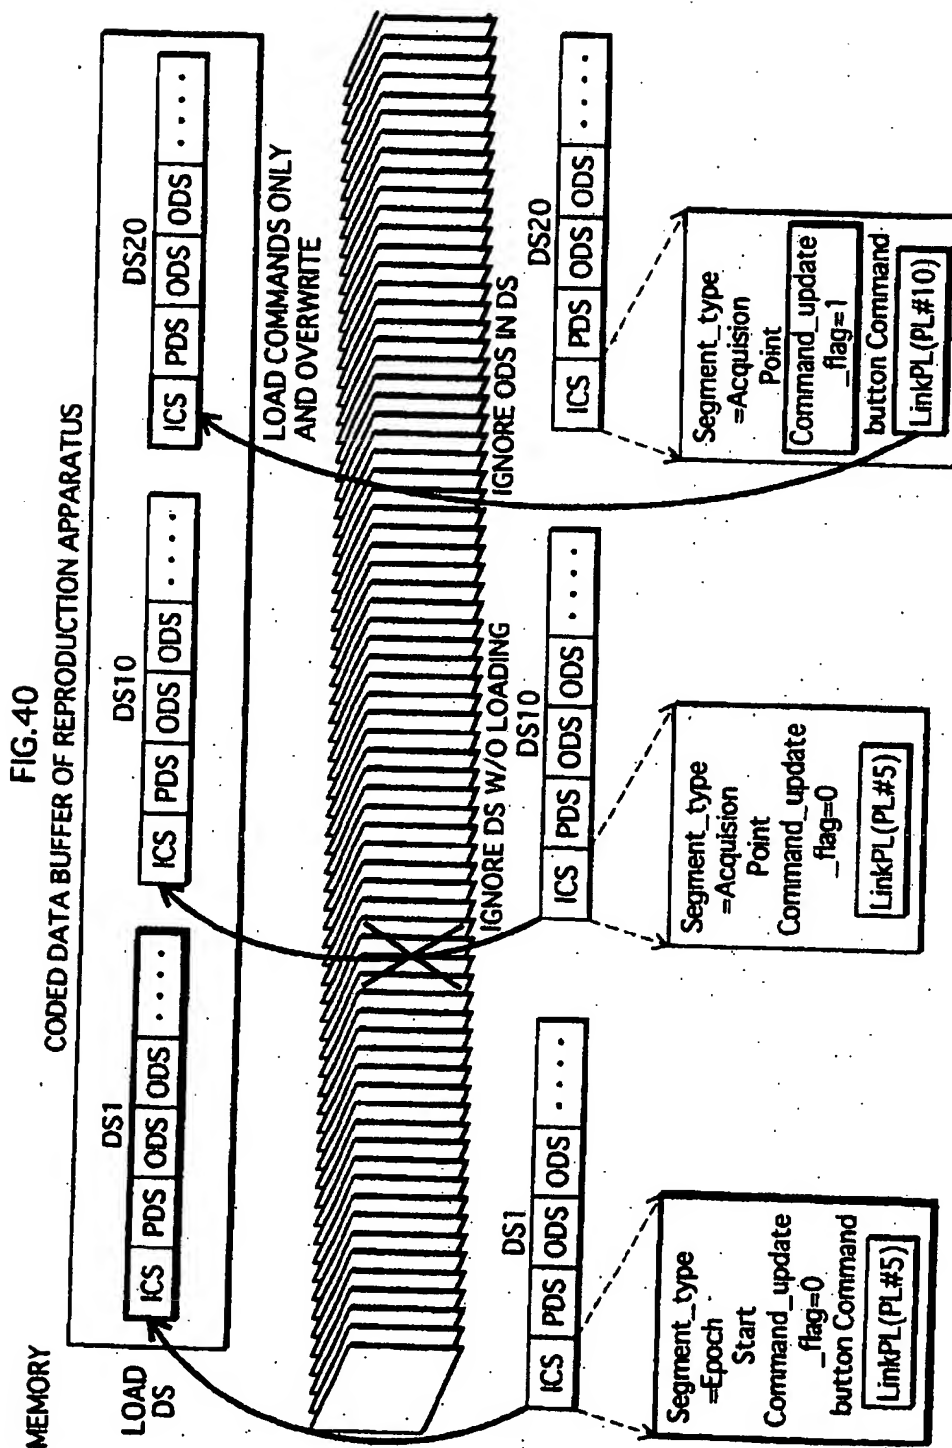 FIG.40
MEMORY
CODED DATA BUFFER OF REPRODUCTION APPARATUS
LOAD
DS
DS1
ICS PDS ODS ODS ....
DS10
ICS PDS ODS ODS ....
DS20
ICS PDS ODS ODS ....
LOAD COMMANDS ONLY
AND OVERWRITE
IGNORE DS W/O LOADING
IGNORE ODS IN DS
DS1
ICS PDS ODS ODS ....
DS10
ICS PDS ODS ODS .....
DS20
ICS PDS ODS ODS ....
Segment_type
=Epoch
Start
Command_update
_flag=0
button Command
LinkPL(PL#5)
Segment_type
=Acquision
Point
Command_update
_flag=0
LinkPL(PL#5)
Segment_type
=Acquision
Point
Command_update
_flag=1
button Command
LinkPL(PL#10)